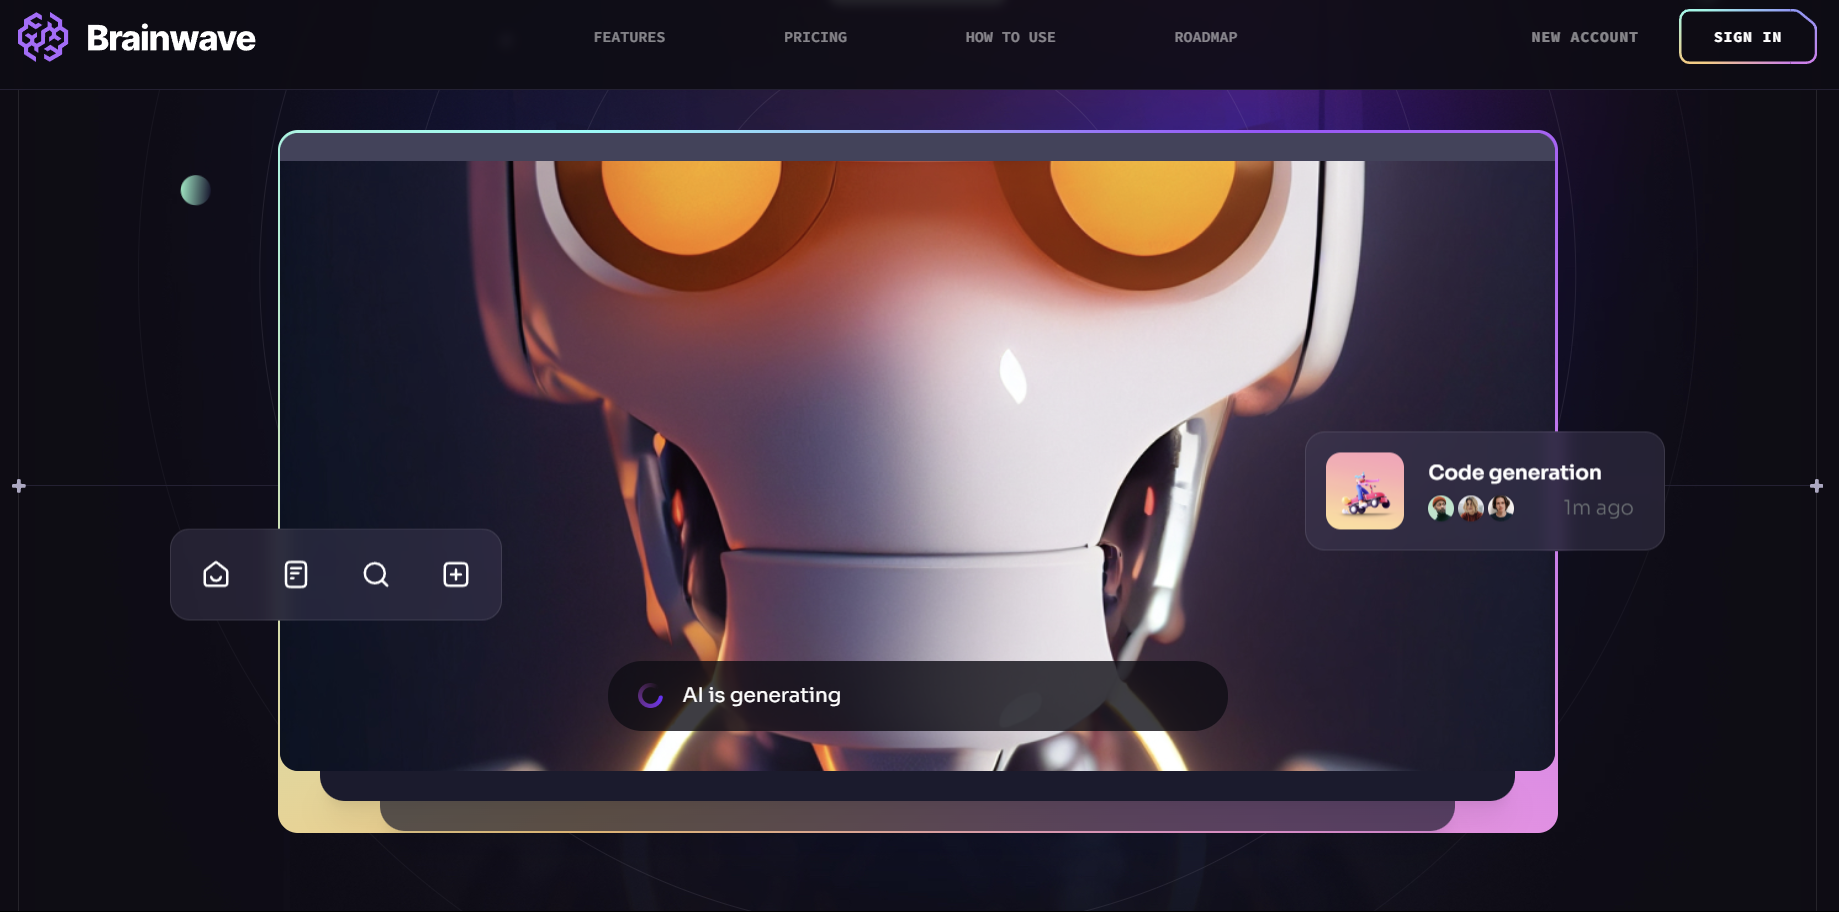 Brainwave
FEATURES
PRICING
HOW TO USE
ROADMAP
NEW ACCOUNT
SIGN IN
Code generation
1m ago
AI is generating